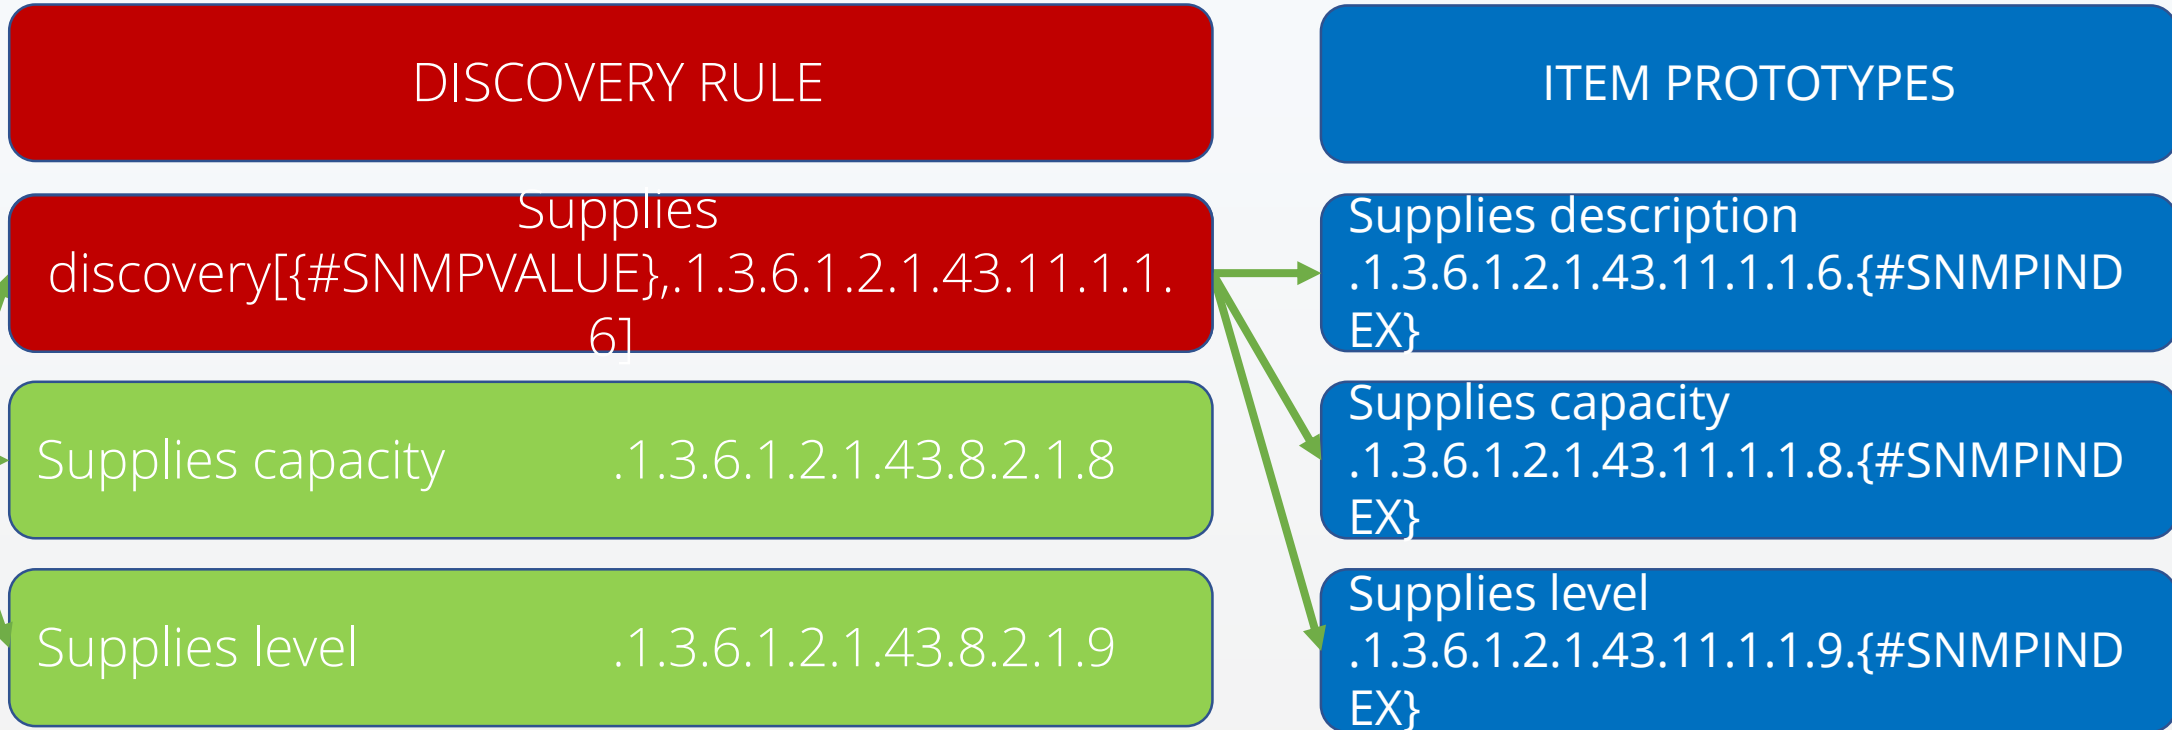 DISCOVERY RULE
ITEM PROTOTYPES
Supplies
discovery[{#SNMPVALUE},.1.3.6.1.2.1.43.11.1.1.
6]
Supplies description
.1.3.6.1.2.1.43.11.1.1.6.{#SNMPIND
EX}
Supplies capacity .1.3.6.1.2.1.43.8.2.1.8
Supplies capacity
.1.3.6.1.2.1.43.11.1.1.8.{#SNMPIND
EX}
Supplies level .1.3.6.1.2.1.43.8.2.1.9
Supplies level
.1.3.6.1.2.1.43.11.1.1.9.{#SNMPIND
EX}